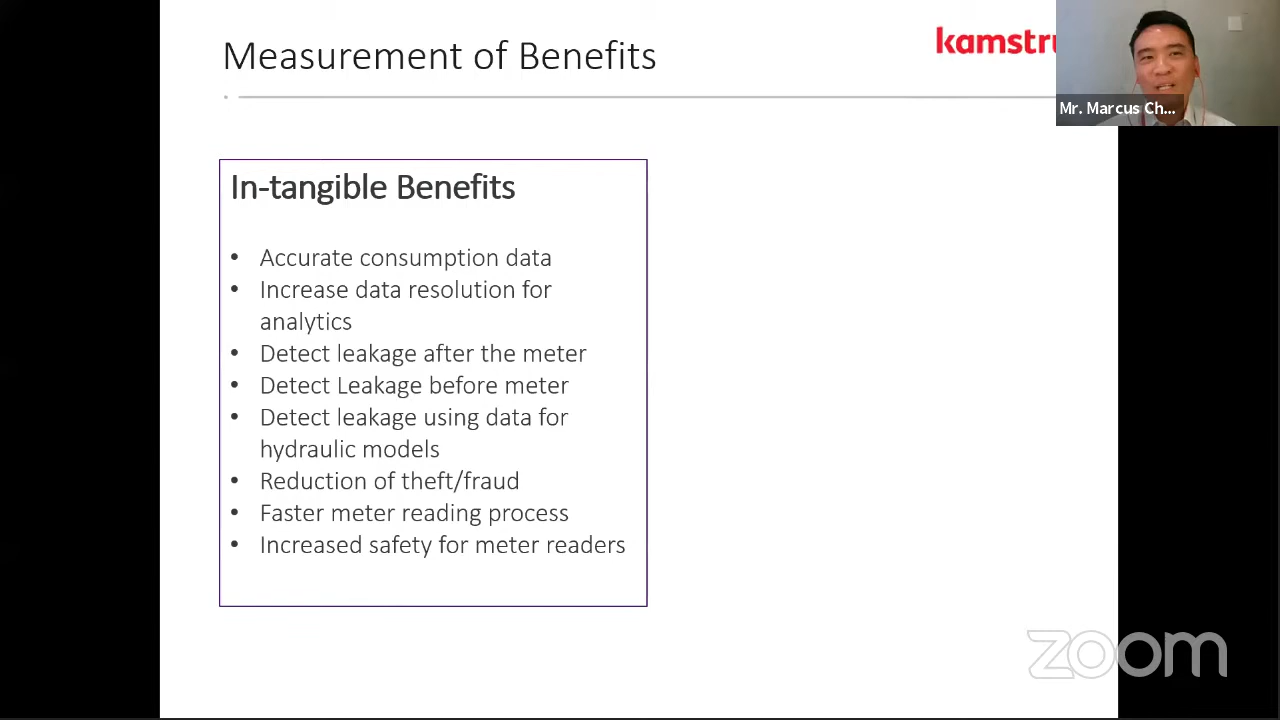 Measurement of Benefits
kamstru
Mr. Marcus Ch...
In-tangible Benefits
• Accurate consumption data
• Increase data resolution for
analytics
• Detect leakage after the meter
• Detect Leakage before meter
• Detect leakage using data for
hydraulic models
• Reduction of theft/fraud
• Faster meter reading process
• Increased safety for meter readers
zoom